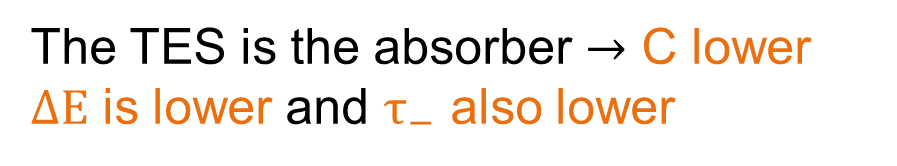 The TES is the absorber → C lower
ΔE is lower and τ₋ also lower